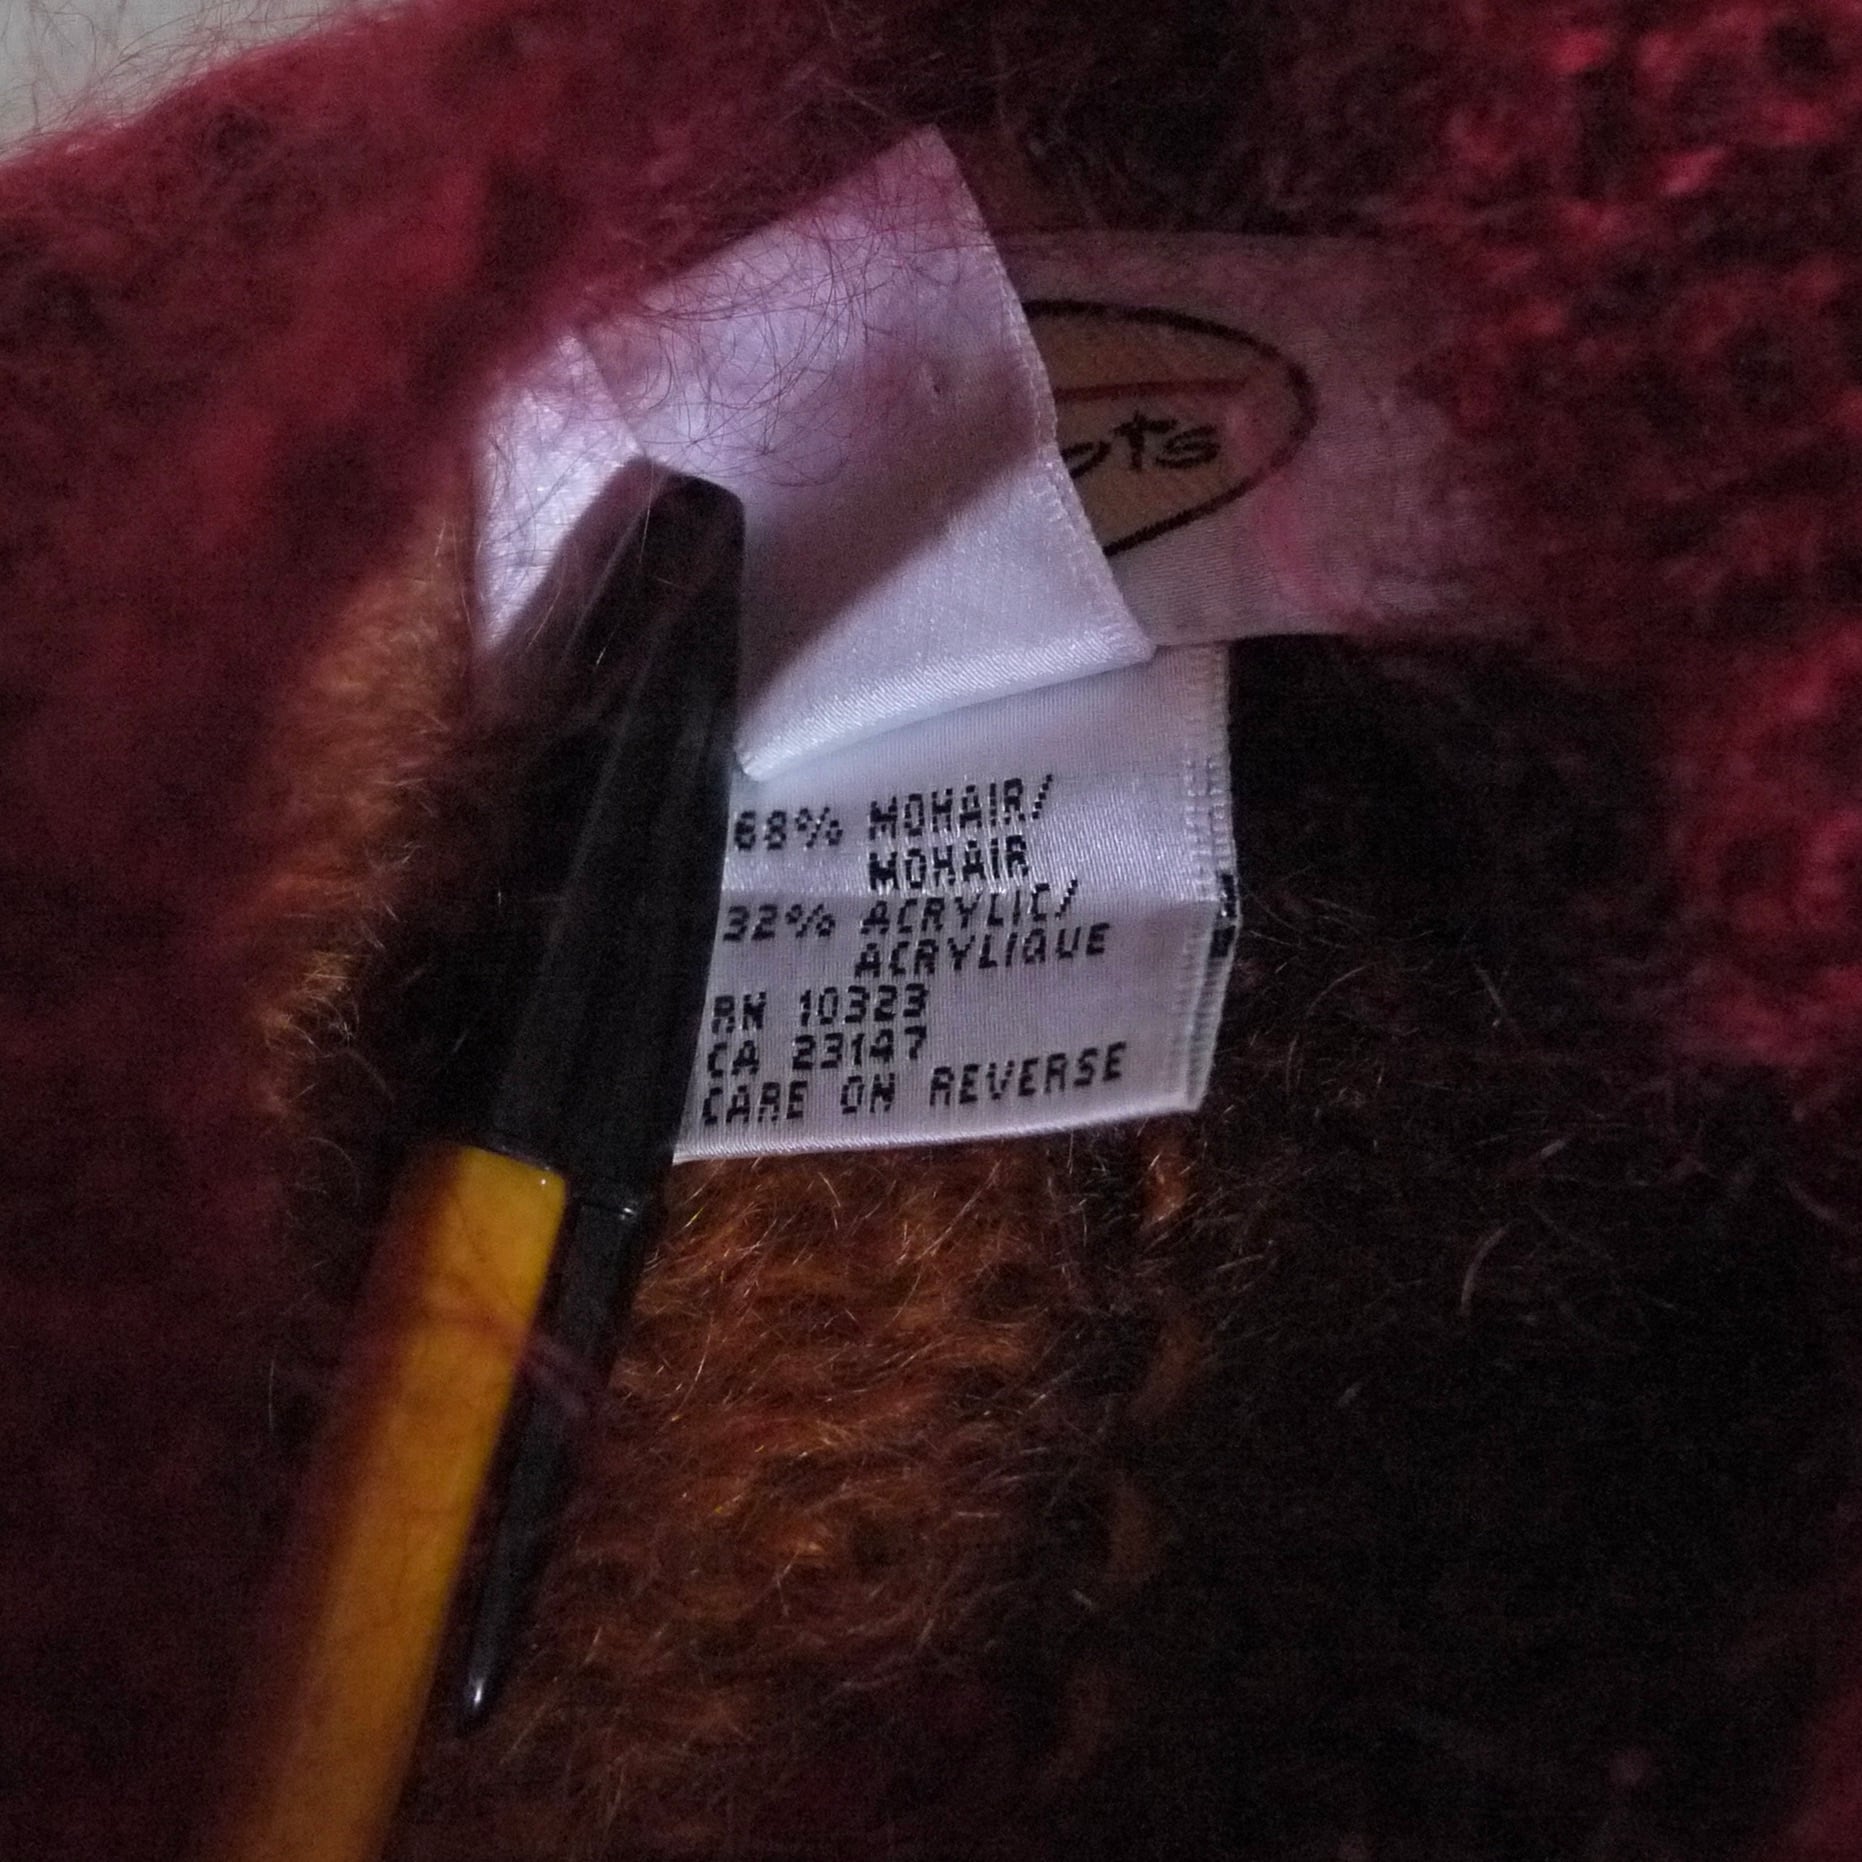 68% MOHAIR/
MOHAIR
32% ACRYLIC/
ACRYLIQUE
RN 10323
CA 23147
CARE ON REVERSE